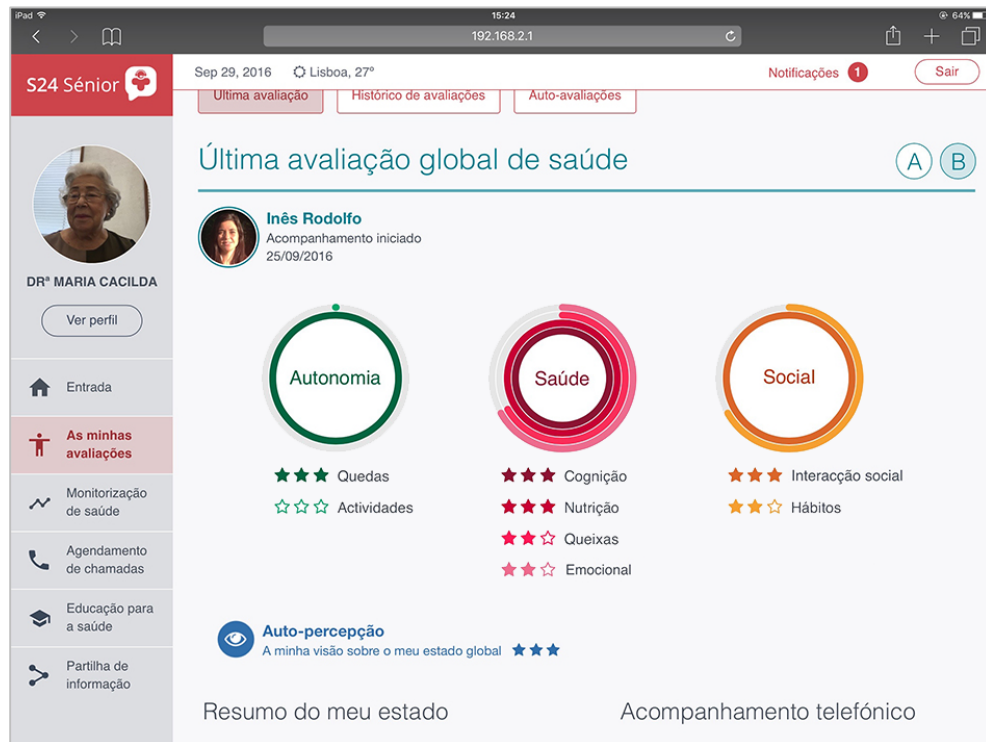 iPad 15:24 64%
192.168.2.1
S24 Sénior
Sep 29, 2016 Lisboa, 27º Notificações 1 Sair
Última avaliação Histórico de avaliações Auto-avaliações
Última avaliação global de saúde A B
Inês Rodolfo
Acompanhamento iniciado
25/09/2016
DRª MARIA CACILDA
Ver perfil
Entrada
As minhas
avaliações
Monitorização
de saúde
Agendamento
de chamadas
Educação para
a saúde
Partilha de
informação
Autonomia
Quedas
Actividades
Saúde
Cognição
Nutrição
Queixas
Emocional
Social
Interacção social
Hábitos
Auto-percepção
A minha visão sobre o meu estado global
Resumo do meu estado
Acompanhamento telefónico